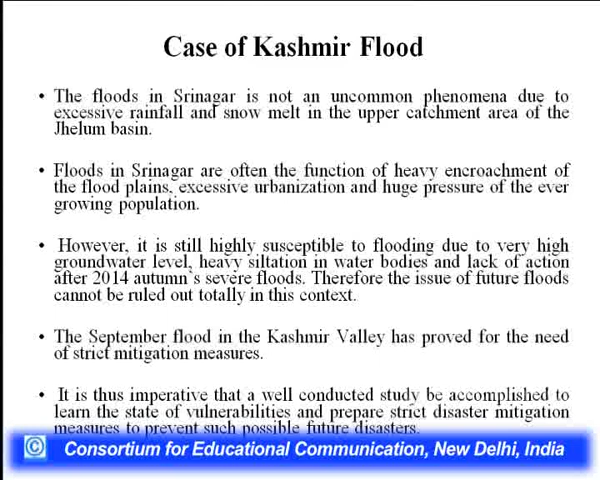 Case of Kashmir Flood
• The floods in Srinagar is not an uncommon phenomena due to
excessive rainfall and snow melt in the upper catchment area of the
Jhelum basin.
• Floods in Srinagar are often the function of heavy encroachment of
the flood plains, excessive urbanization and huge pressure of the ever
growing population.
• However, it is still highly susceptible to flooding due to very high
groundwater level, heavy siltation in water bodies and lack of action
after 2014 autumn`s severe floods. Therefore the issue of future floods
cannot be ruled out totally in this context.
• The September flood in the Kashmir Valley has proved for the need
of strict mitigation measures.
• It is thus imperative that a well conducted study be accomplished to
learn the state of vulnerabilities and prepare strict disaster mitigation
measures to prevent such possible future disasters.
© Consortium for Educational Communication, New Delhi, India